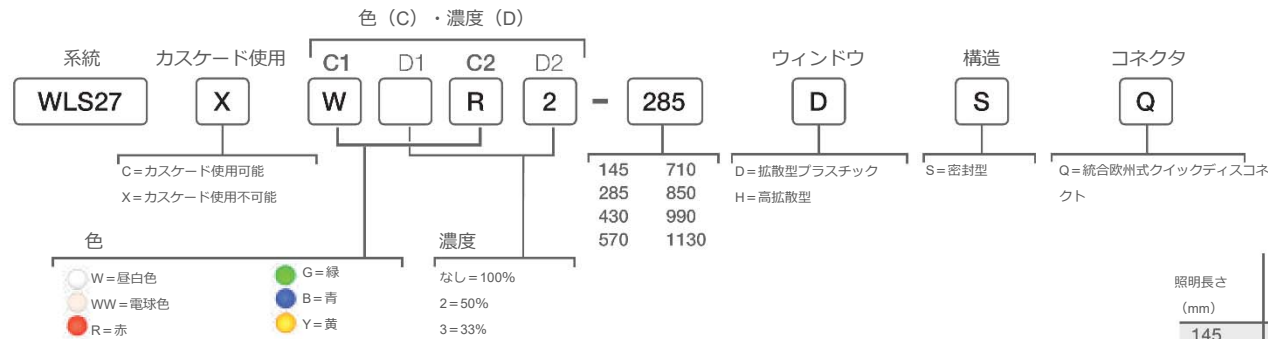 色（C）・濃度（D）
系統 カスケード使用 C1 D1 C2 D2 ウィンドウ 構造 コネクタ
WLS27 X W R 2 – 285 D S Q
C＝カスケード使用可能
X＝カスケード使用不可能
145 710
285 850
430 990
570 1130
D＝拡散型プラスチック
H＝高拡散型
S＝密封型
Q＝統合欧州式クイックディスコネ
クト
色
W＝昼白色
WW＝電球色
R＝赤
G＝緑
B＝青
Y＝黄
濃度
なし＝100%
2＝50%
3＝33%
照明長さ
（mm）
145